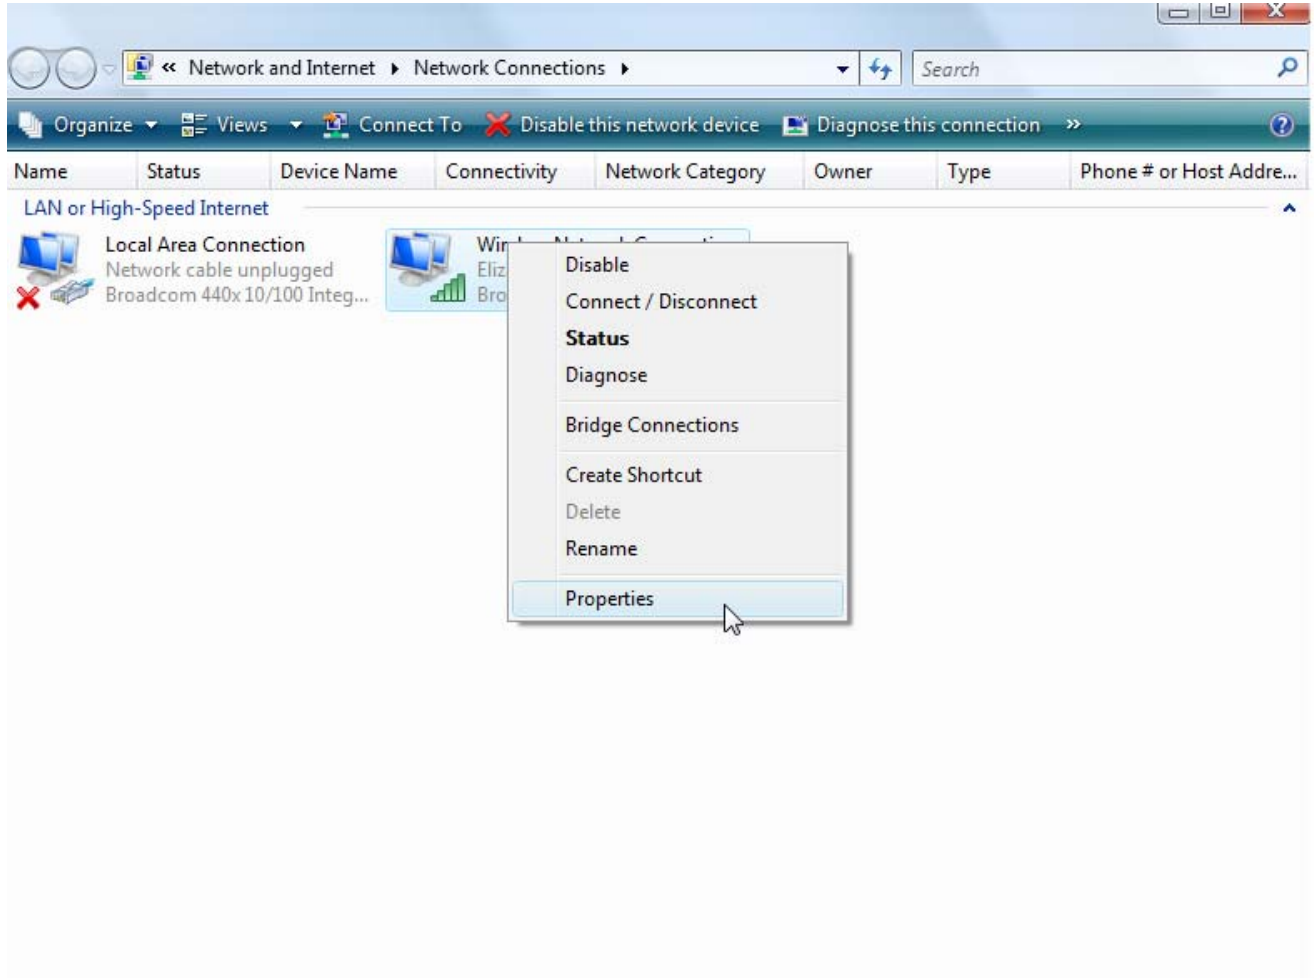 « Network and Internet ▸ Network Connections ▸ Search
Organize Views Connect To Disable this network device Diagnose this connection »
Name Status Device Name Connectivity Network Category Owner Type Phone # or Host Addre...
LAN or High-Speed Internet
Local Area Connection
Network cable unplugged
Broadcom 440x 10/100 Integ...
Eliz
Bro
Disable
Connect / Disconnect
Status
Diagnose
Bridge Connections
Create Shortcut
Delete
Rename
Properties